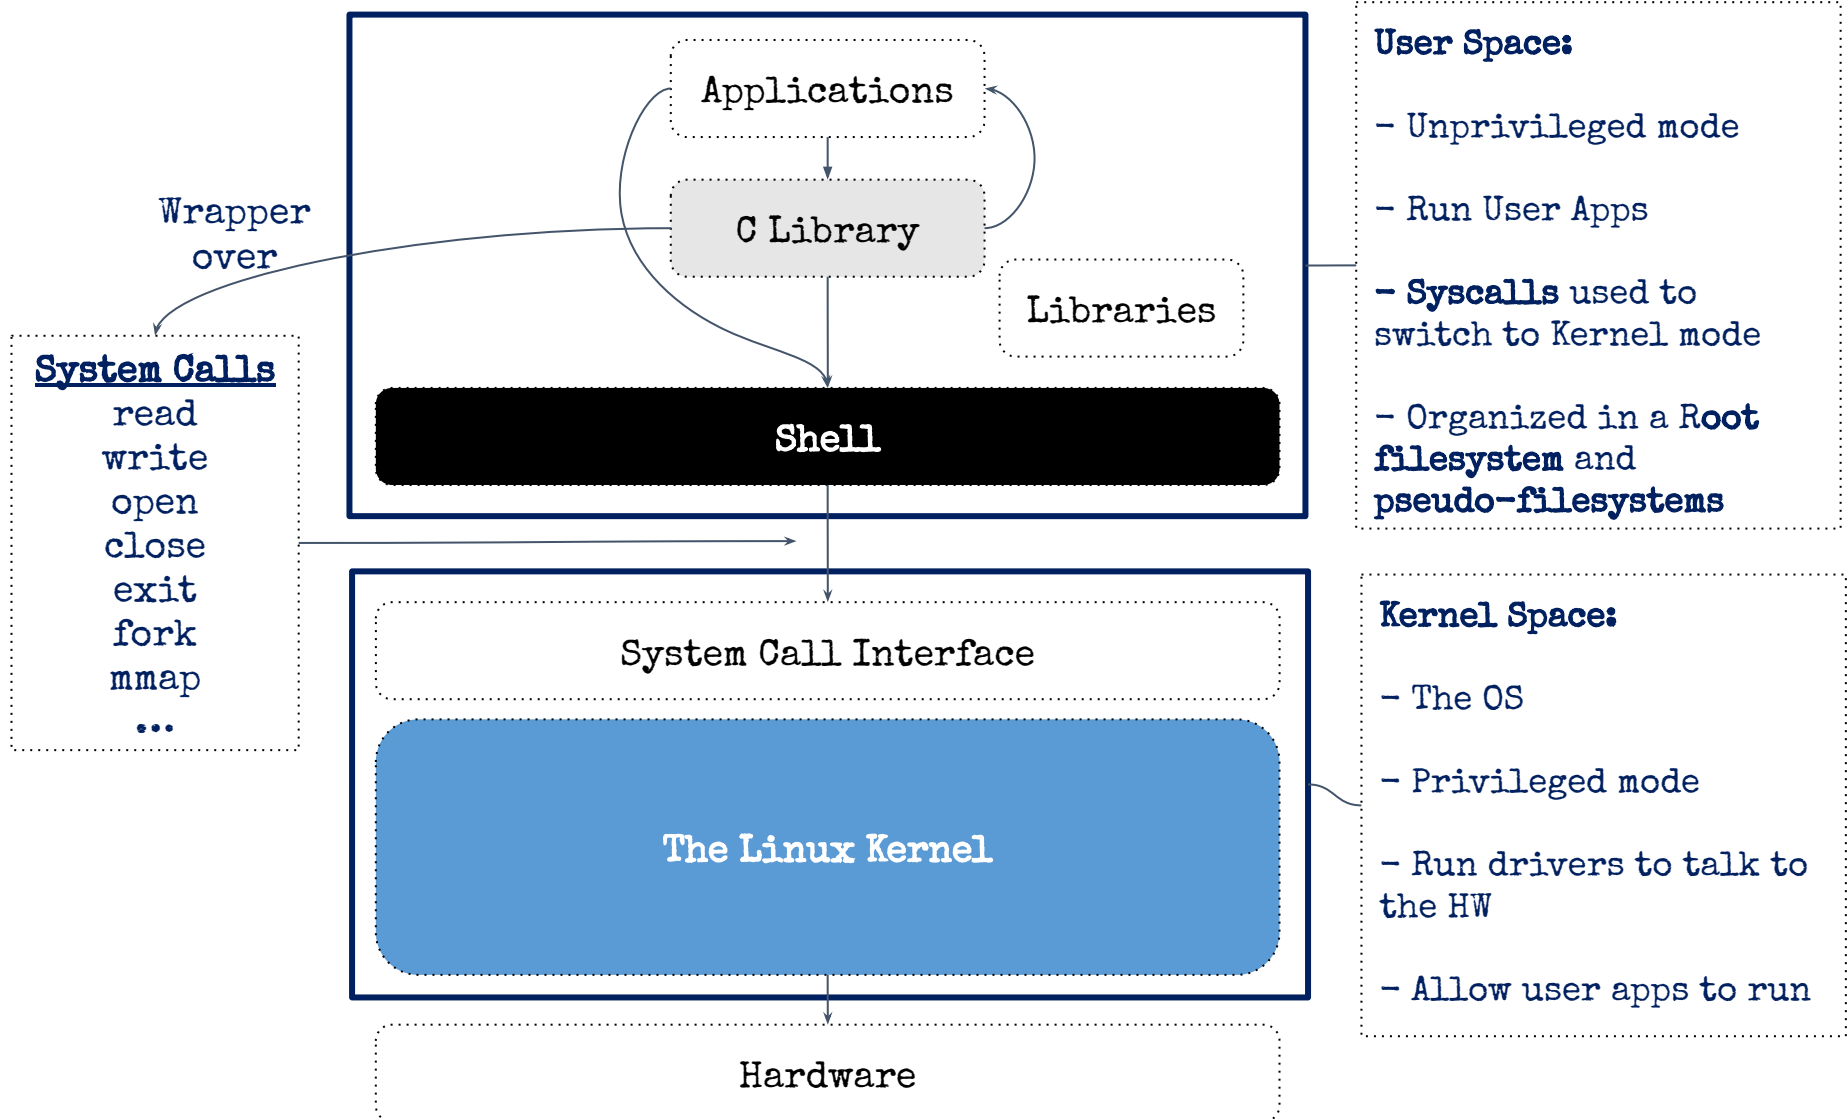 Applications
C Library
Libraries
Shell
Wrapper
over
System Calls
read
write
open
close
exit
fork
mmap
...
System Call Interface
The Linux Kernel
Hardware
User Space:
- Unprivileged mode
- Run User Apps
- Syscalls used to
switch to Kernel mode
- Organized in a Root
filesystem and
pseudo-filesystems
Kernel Space:
- The OS
- Privileged mode
- Run drivers to talk to
the HW
- Allow user apps to run